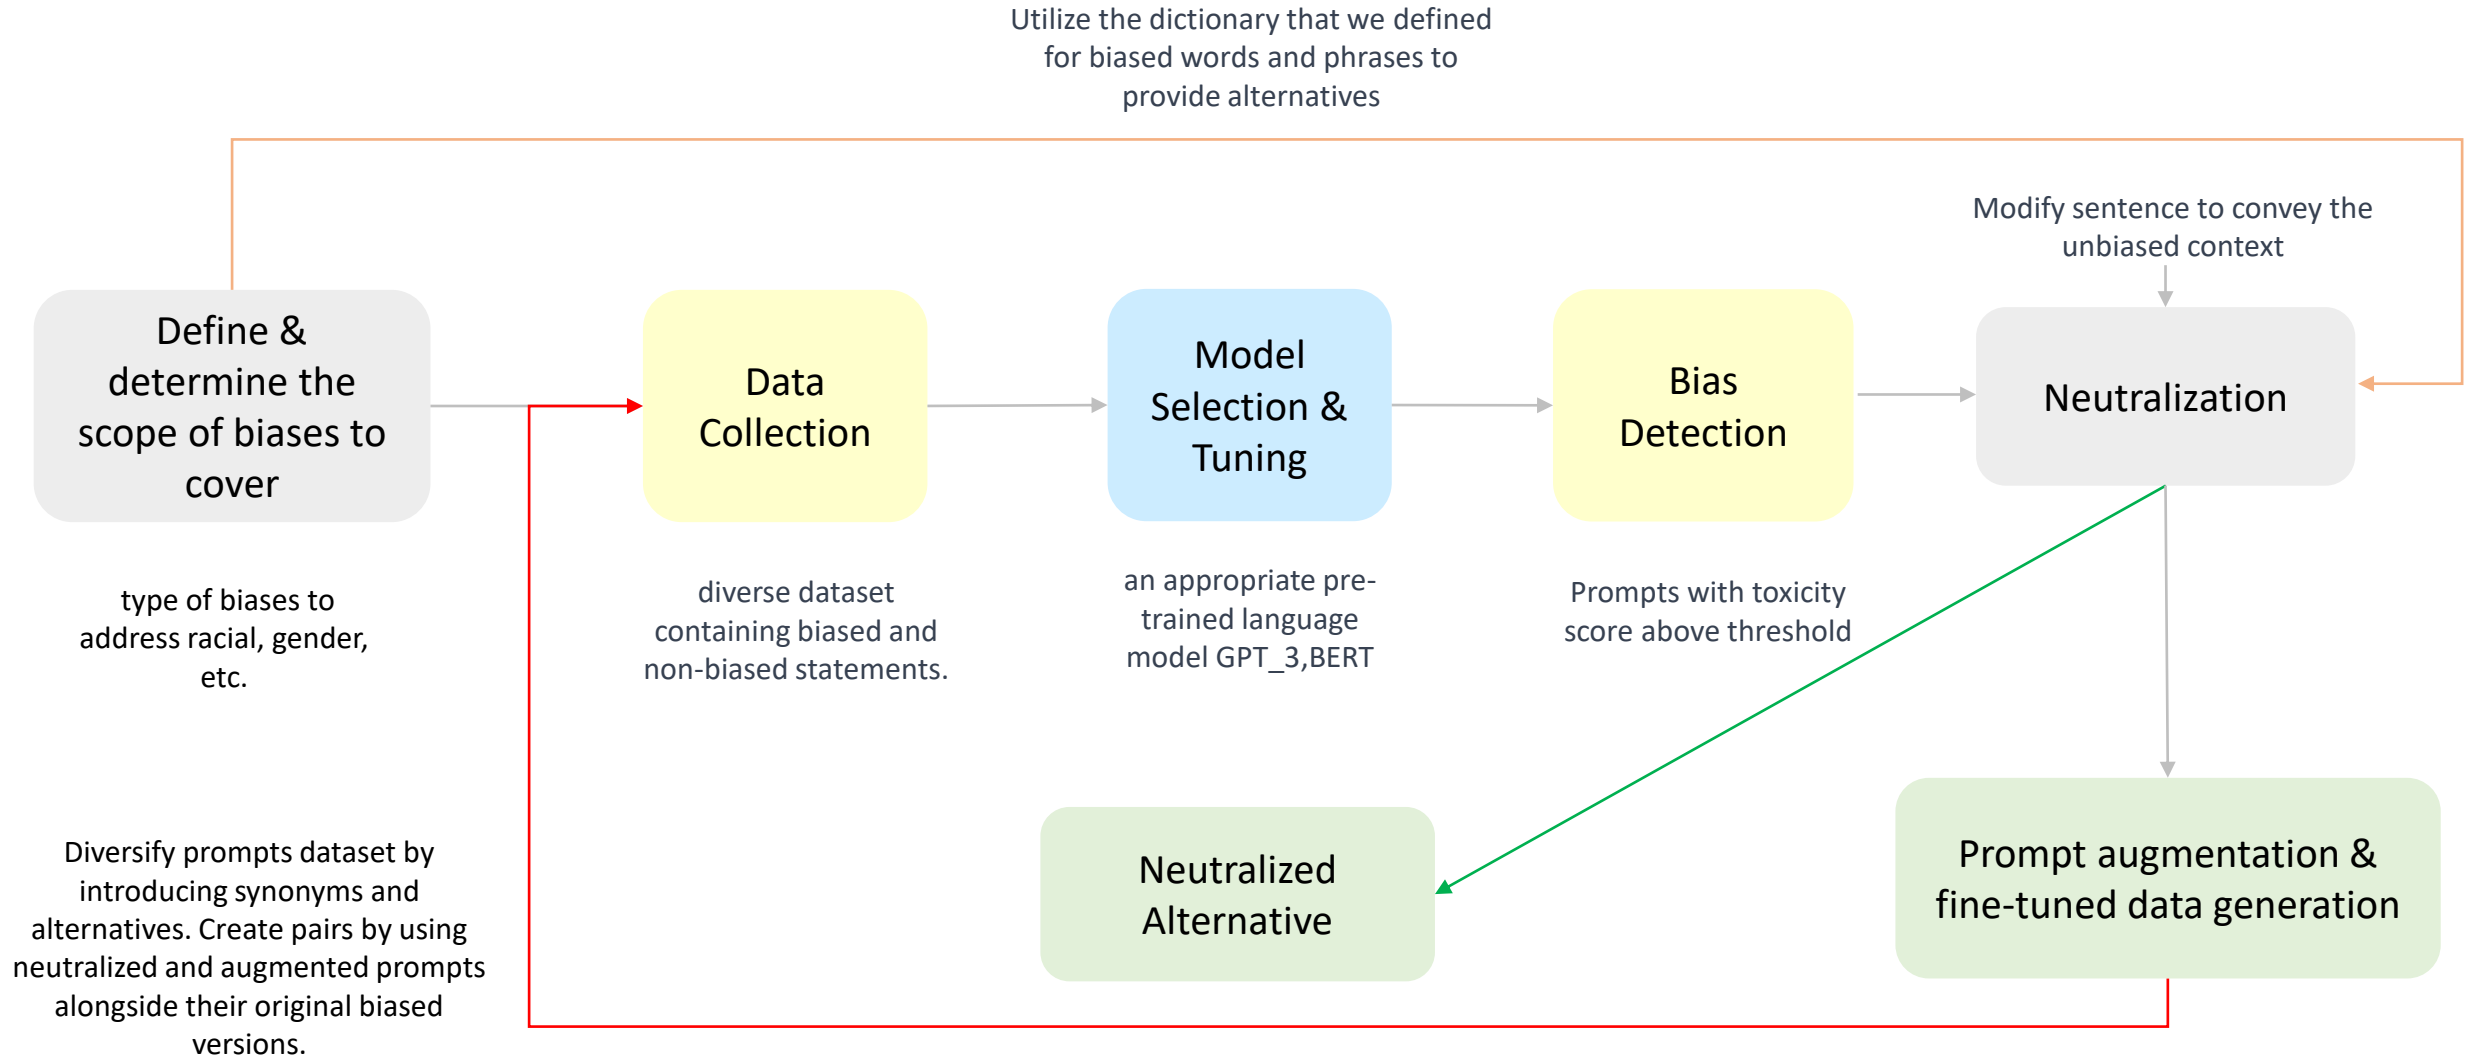 Utilize the dictionary that we defined
for biased words and phrases to
provide alternatives
Modify sentence to convey the
unbiased context
Define &
determine the
scope of biases to
cover
Data
Collection
Model
Selection &
Tuning
Bias
Detection
Neutralization
type of biases to
address racial, gender,
etc.
diverse dataset
containing biased and
non-biased statements.
an appropriate pre-
trained language
model GPT_3,BERT
Prompts with toxicity
score above threshold
Diversify prompts dataset by
introducing synonyms and
alternatives. Create pairs by using
neutralized and augmented prompts
alongside their original biased
versions.
Neutralized
Alternative
Prompt augmentation &
fine-tuned data generation